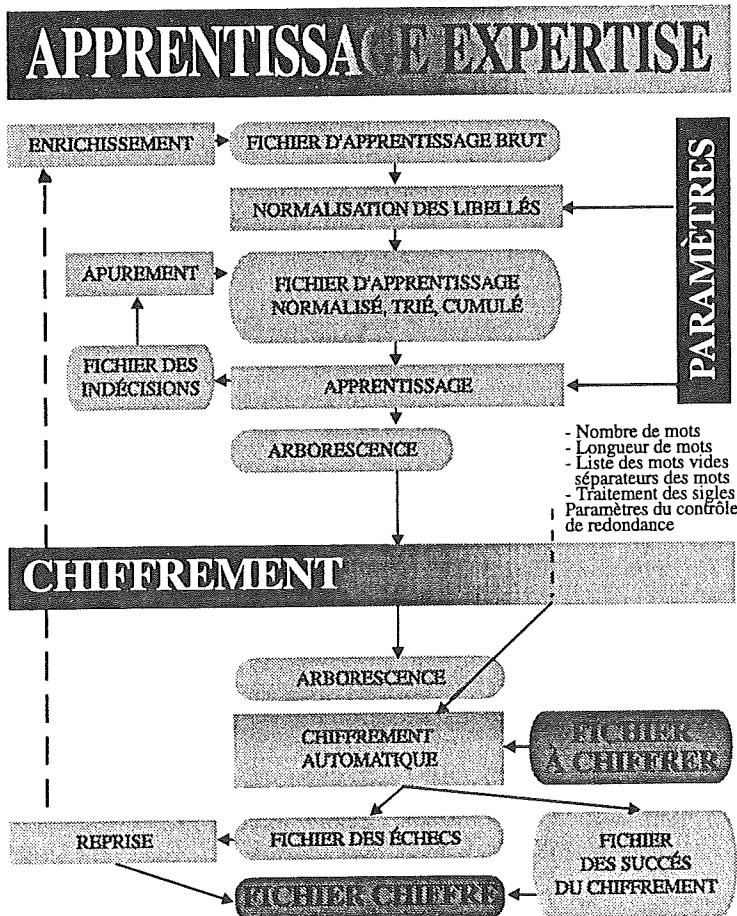 APPRENTISSAGE EXPERTISE
ENRICHISSEMENT
FICHIER D'APPRENTISSAGE BRUT
PARAMÈTRES
NORMALISATION DES LIBELLÉS
APUREMENT
FICHIER D'APPRENTISSAGE
NORMALISÉ, TRIÉ, CUMULÉ
FICHIER DES
INDÉCISIONS
APPRENTISSAGE
ARBORESCENCE
- Nombre de mots
- Longueur de mots
- Liste des mots vides
séparateurs des mots
- Traitement des sigles
Paramètres du contrôle
de redondance
CHIFFREMENT
ARBORESCENCE
CHIFFREMENT
AUTOMATIQUE
FICHIER
À CHIFFRER
REPRISE
FICHIER DES ÉCHECS
FICHIER
DES SUCCÉS
DU CHIFFREMENT
FICHIER CHIFFRE